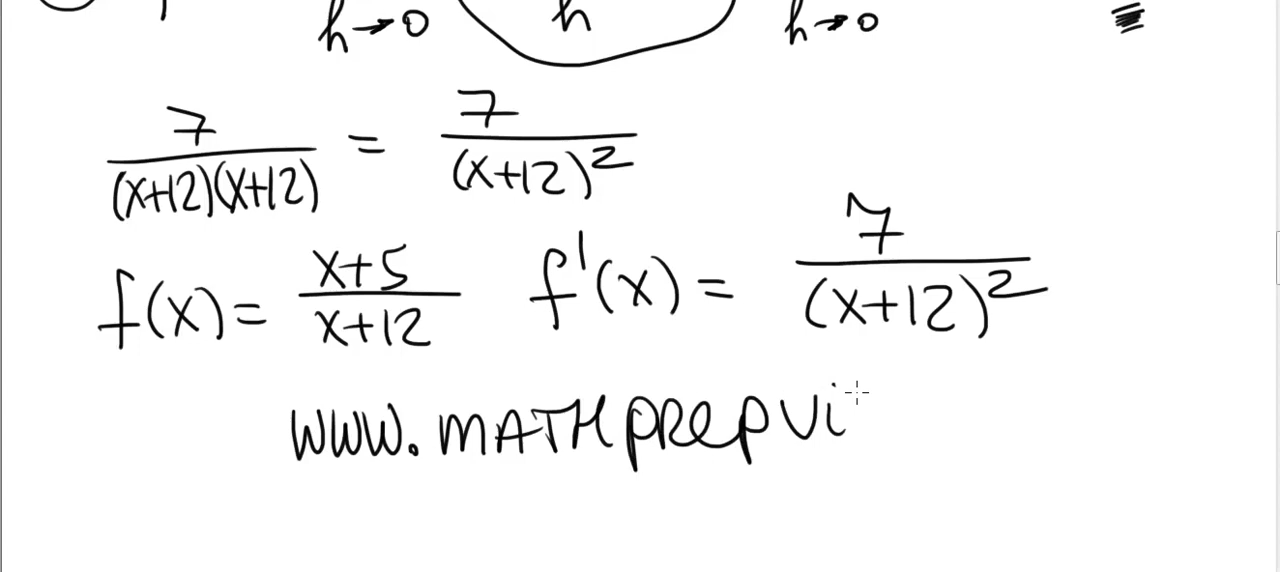 h→0 h h→0
7/((x+12)(x+12)) = 7/(x+12)²
f(x) = (x+5)/(x+12) f'(x) = 7/(x+12)²
www.MATHprepVi